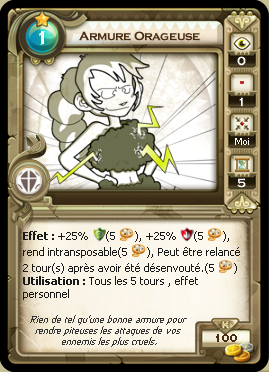 1
ARMURE ORAGEUSE
0
1
Moi
5
Effet : +25% (5 ), +25% (5 ),
rend intransposable(5 ), Peut être relancé
2 tour(s) après avoir été désenvouté.(5 )
Utilisation : Tous les 5 tours , effet
personnel
Rien de tel qu'une bonne armure pour
rendre piteuses les attaques de vos
ennemis les plus cruels.
K
100